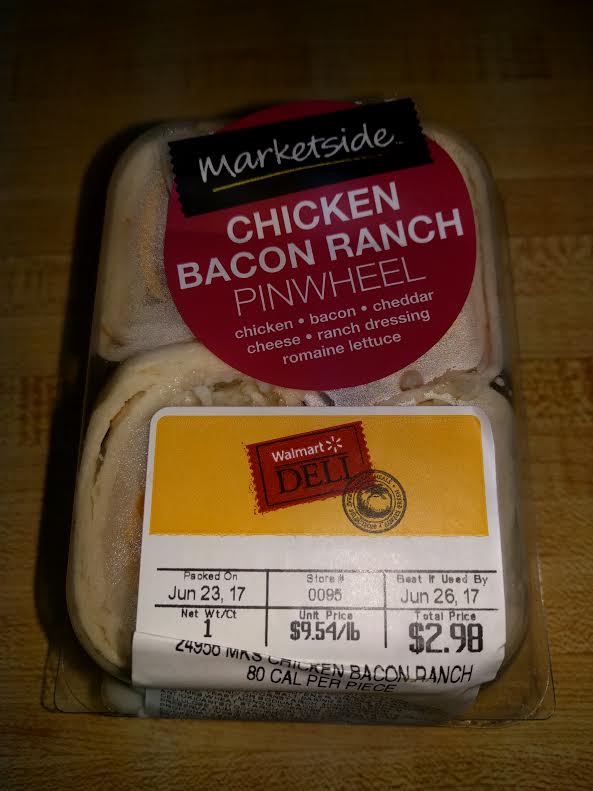 Marketside
CHICKEN
BACON RANCH
PINWHEEL
chicken • bacon • cheddar
cheese • ranch dressing
romaine lettuce
Walmart
DELI
Packed On
Store #
Best If Used By
Jun 23, 17
0095
Jun 26, 17
Net Wt/Ct
Unit Price
Total Price
1
$9.54/lb
$2.98
MKS CHICKEN BACON RANCH
80 CAL PER PIECE